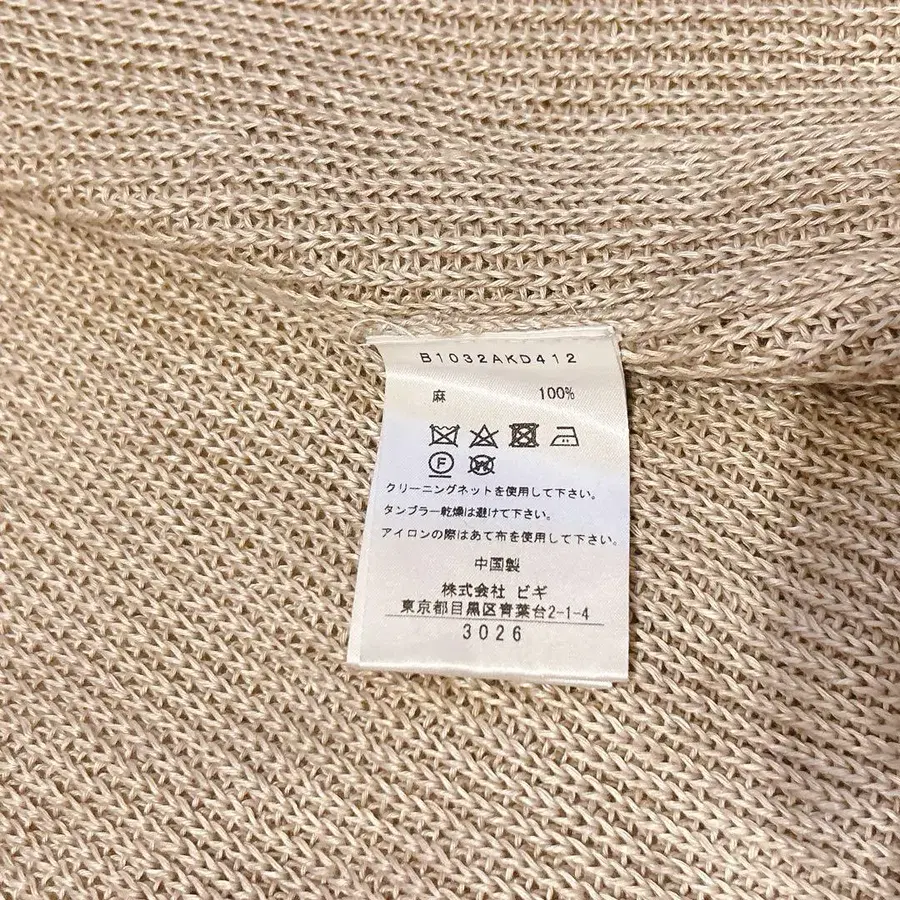 B1032AKD412
麻 100%
F W
クリーニングネットを使用して下さい。
タンブラー乾燥は避けて下さい。
アイロンの際はあて布を使用して下さい。
中国製
株式会社 ビギ
東京都目黒区青葉台2-1-4
3026